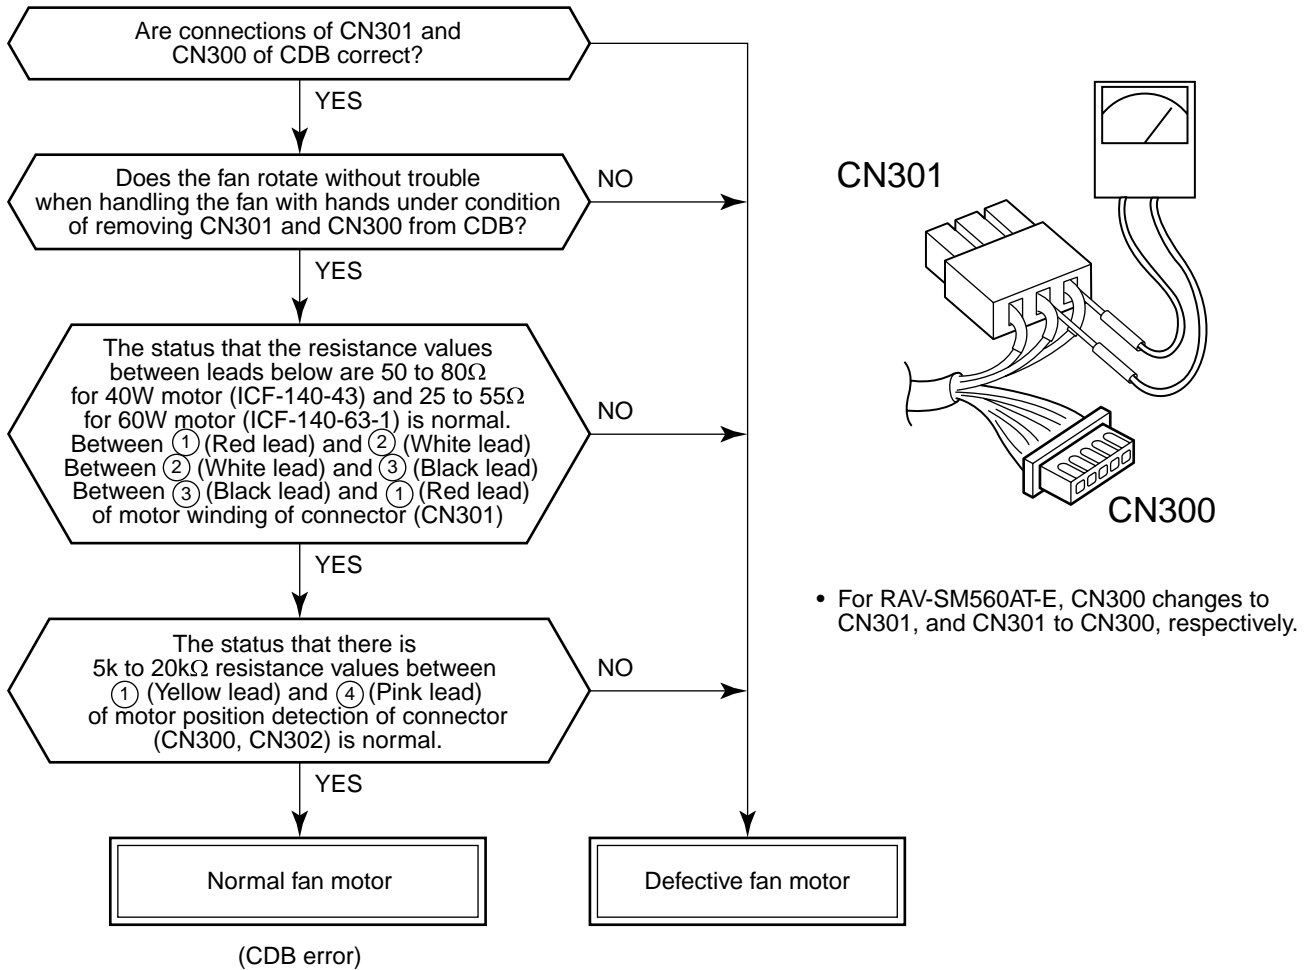 Are connections of CN301 and
CN300 of CDB correct?
YES
Does the fan rotate without trouble
when handling the fan with hands under condition
of removing CN301 and CN300 from CDB?
NO
YES
The status that the resistance values
between leads below are 50 to 80Ω
for 40W motor (ICF-140-43) and 25 to 55Ω
for 60W motor (ICF-140-63-1) is normal.
Between ① (Red lead) and ② (White lead)
Between ② (White lead) and ③ (Black lead)
Between ③ (Black lead) and ① (Red lead)
of motor winding of connector (CN301)
NO
YES
The status that there is
5k to 20kΩ resistance values between
① (Yellow lead) and ④ (Pink lead)
of motor position detection of connector
(CN300, CN302) is normal.
NO
YES
Normal fan motor
(CDB error)
Defective fan motor
CN301
CN300
• For RAV-SM560AT-E, CN300 changes to
CN301, and CN301 to CN300, respectively.